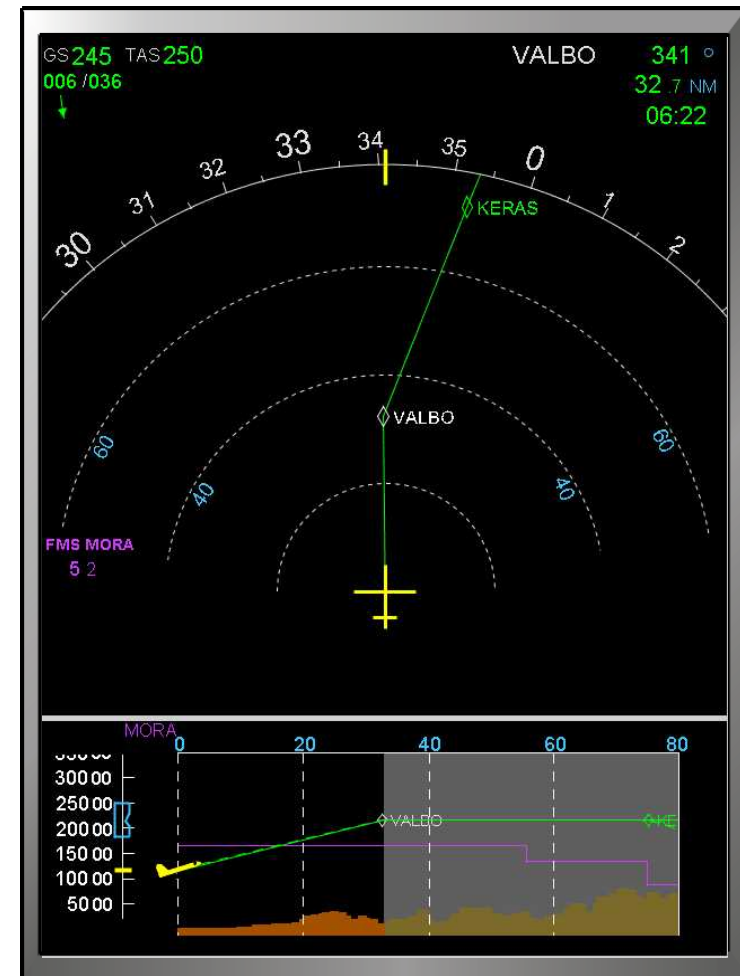 GS 245 TAS 250 VALBO 341 °
006 /036 32 .7 NM
06:22
30 31 32 33 34 35 0 1 2
KERAS
VALBO
60 60
40 40
FMS MORA
5 2
MORA
0 20 40 60 80
300 00
250 00
200 00 VALBO KE
150 00
100 00
50 00